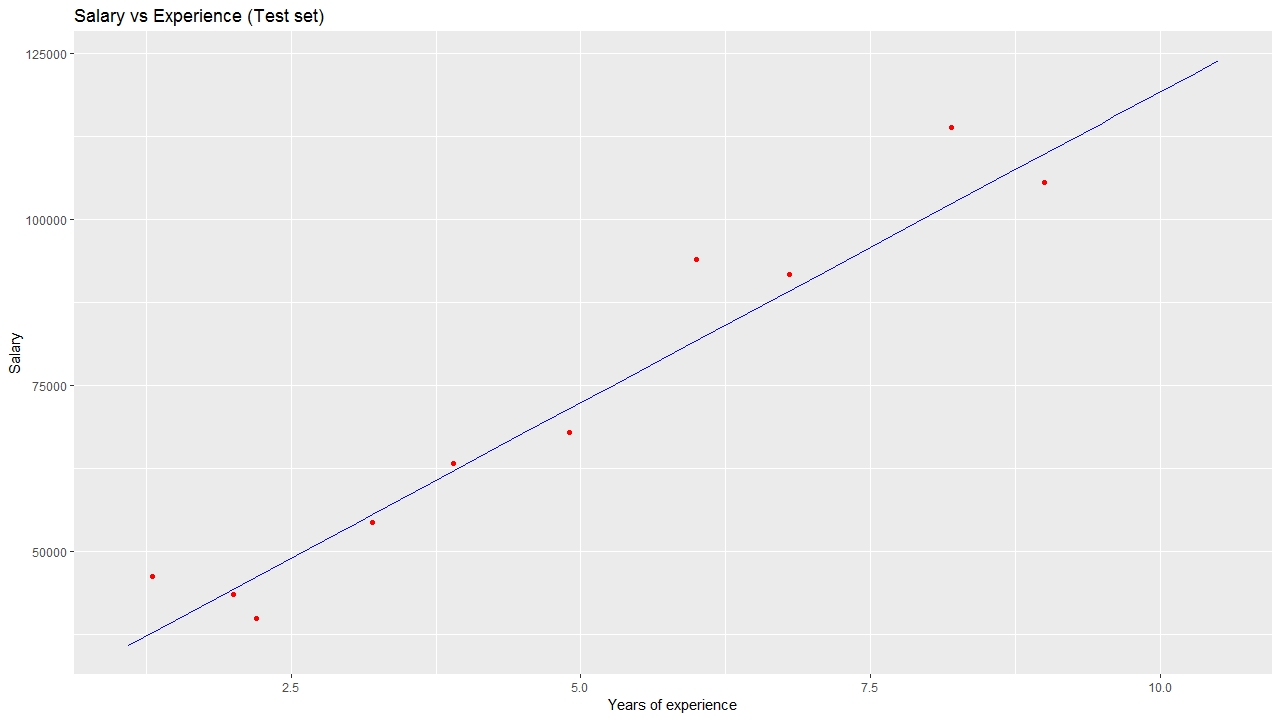 Salary vs Experience (Test set)
125000
100000
75000
50000
Salary
2.5
5.0
7.5
10.0
Years of experience